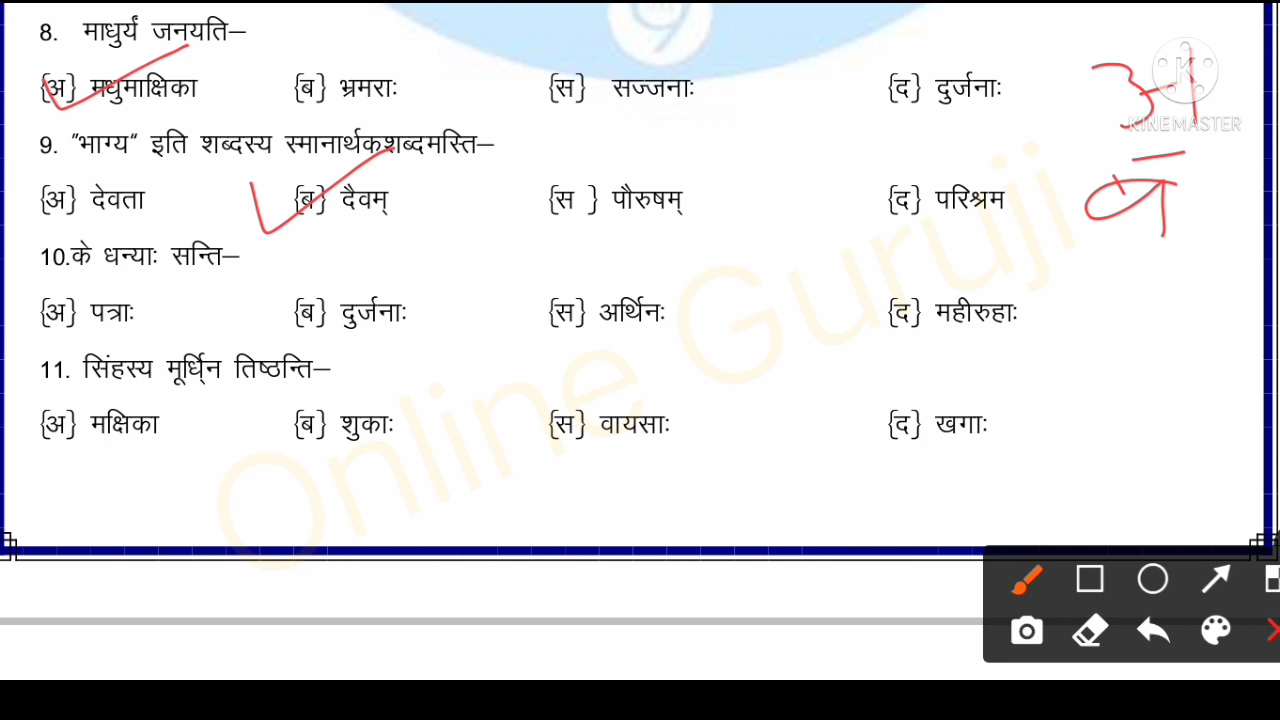 8. माधुर्यं जनयति–
{अ} मधुमाक्षिका {ब} भ्रमराः {स} सज्जनाः {द} दुर्जनाः
9. "भाग्य" इति शब्दस्य स्मानार्थकशब्दमस्ति–
{अ} देवता {ब} दैवम् {स } पौरुषम् {द} परिश्रम
10.के धन्याः सन्ति–
{अ} पत्राः {ब} दुर्जनाः {स} अर्थिनः {द} महीरुहाः
11. सिंहस्य मूर्ध्नि तिष्ठन्ति–
{अ} मक्षिका {ब} शुकाः {स} वायसाः {द} खगाः
अ
ब
KINEMASTER
Online Guruji